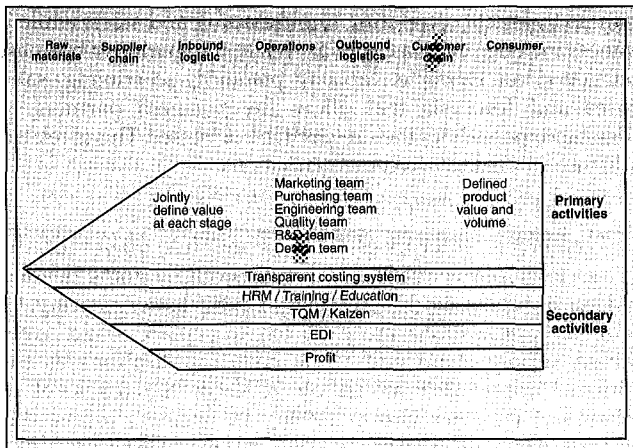 Raw materials
Supplier chain
Inbound logistic
Operations
Outbound logistics
Customer chain
Consumer
Jointly
define value
at each stage
Marketing team
Purchasing team
Engineering team
Quality team
R&D team
Design team
Defined
product
value and
volume
Primary
activities
Transparent costing system
HRM / Training / Education
TQM / Kaizen
EDI
Profit
Secondary
activities